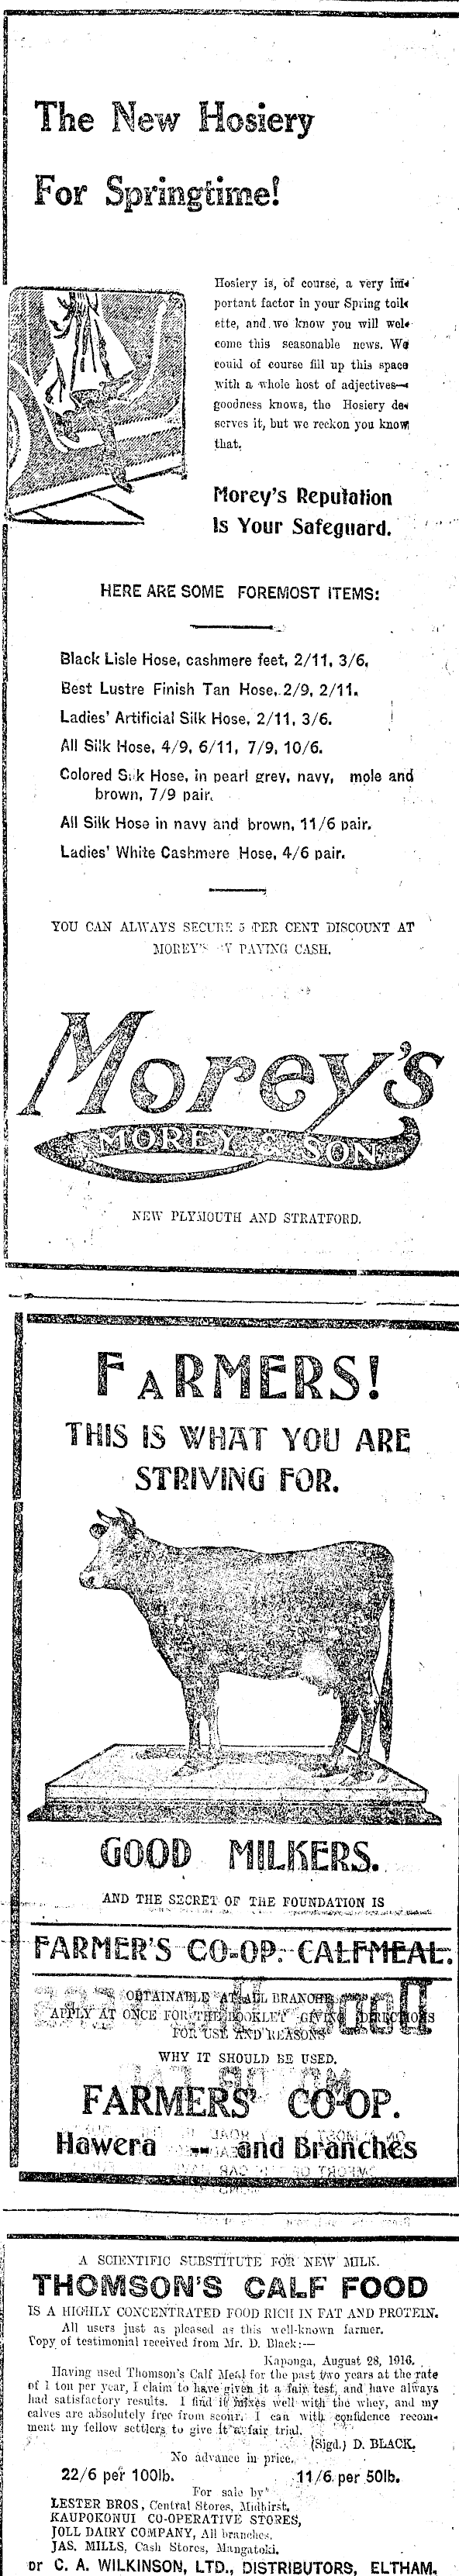 The New Hosiery
For Springtime!
Hosiery is, of course, a very im-
portant factor in your Spring toil-
ette, and we know you will wel-
come this seasonable news. We
could of course fill up this space
with a whole host of adjectives—
goodness knows, the Hosiery de-
serves it, but we reckon you know
that.
Morey's Reputation
Is Your Safeguard.
HERE ARE SOME FOREMOST ITEMS:
Black Lisle Hose, cashmere feet, 2/11, 3/6.
Best Lustre Finish Tan Hose, 2/9, 2/11.
Ladies' Artificial Silk Hose, 2/11, 3/6.
All Silk Hose, 4/9, 6/11, 7/9, 10/6.
Colored Silk Hose, in pearl grey, navy, mole and
brown, 7/9 pair.
All Silk Hose in navy and brown, 11/6 pair.
Ladies' White Cashmere Hose, 4/6 pair.
YOU CAN ALWAYS SECURE 5 PER CENT DISCOUNT AT
MOREY'S BY PAYING CASH.
Morey's
MOREY & SON
NEW PLYMOUTH AND STRATFORD.
FARMERS!
THIS IS WHAT YOU ARE
STRIVING FOR.
GOOD MILKERS.
AND THE SECRET OF THE FOUNDATION IS
FARMER'S CO-OP. CALFMEAL.
OBTAINABLE AT ALL BRANCHES
APPLY AT ONCE FOR THE BOOKLET GIVING DIRECTIONS
FOR USE AND REASONS
WHY IT SHOULD BE USED.
FARMERS' CO-OP.
Hawera -- and Branches
A SCIENTIFIC SUBSTITUTE FOR NEW MILK.
THOMSON'S CALF FOOD
IS A HIGHLY CONCENTRATED FOOD RICH IN FAT AND PROTEIN.
All users just as pleased as this well-known farmer.
Copy of testimonial received from Mr. D. Black:—
Kaponga, August 28, 1916.
Having used Thomson's Calf Meal for the past two years at the rate
of 1 ton per year, I claim to have given it a fair test, and have always
had satisfactory results. I find it mixes well with the whey, and my
calves are absolutely free from scour. I can with confidence recom-
ment my fellow settlers to give it a fair trial.
(Sigd.) D. BLACK.
No advance in price.
22/6 per 100lb. 11/6 per 50lb.
For sale by
LESTER BROS, Central Stores, Midhirst.
KAUPOKONUI CO-OPERATIVE STORES,
JOLL DAIRY COMPANY, All branches.
JAS. MILLS, Cash Stores, Mangatoki.
or C. A. WILKINSON, LTD., DISTRIBUTORS, ELTHAM.